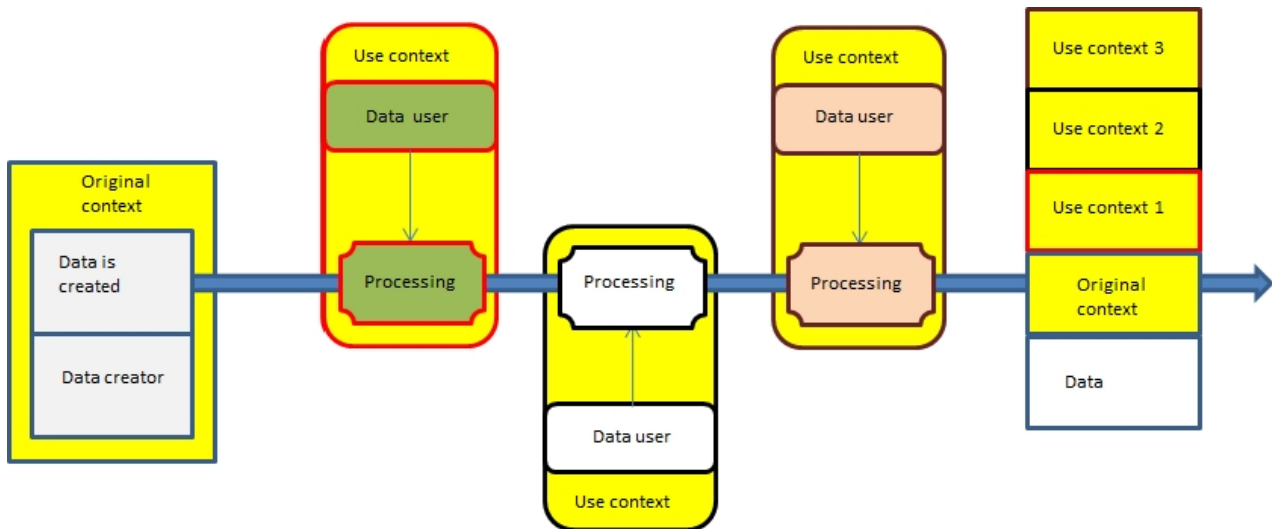 Original
context
Data is
created
Data creator
Use context
Data user
Processing
Processing
Data user
Use context
Use context
Data user
Processing
Use context 3
Use context 2
Use context 1
Original
context
Data